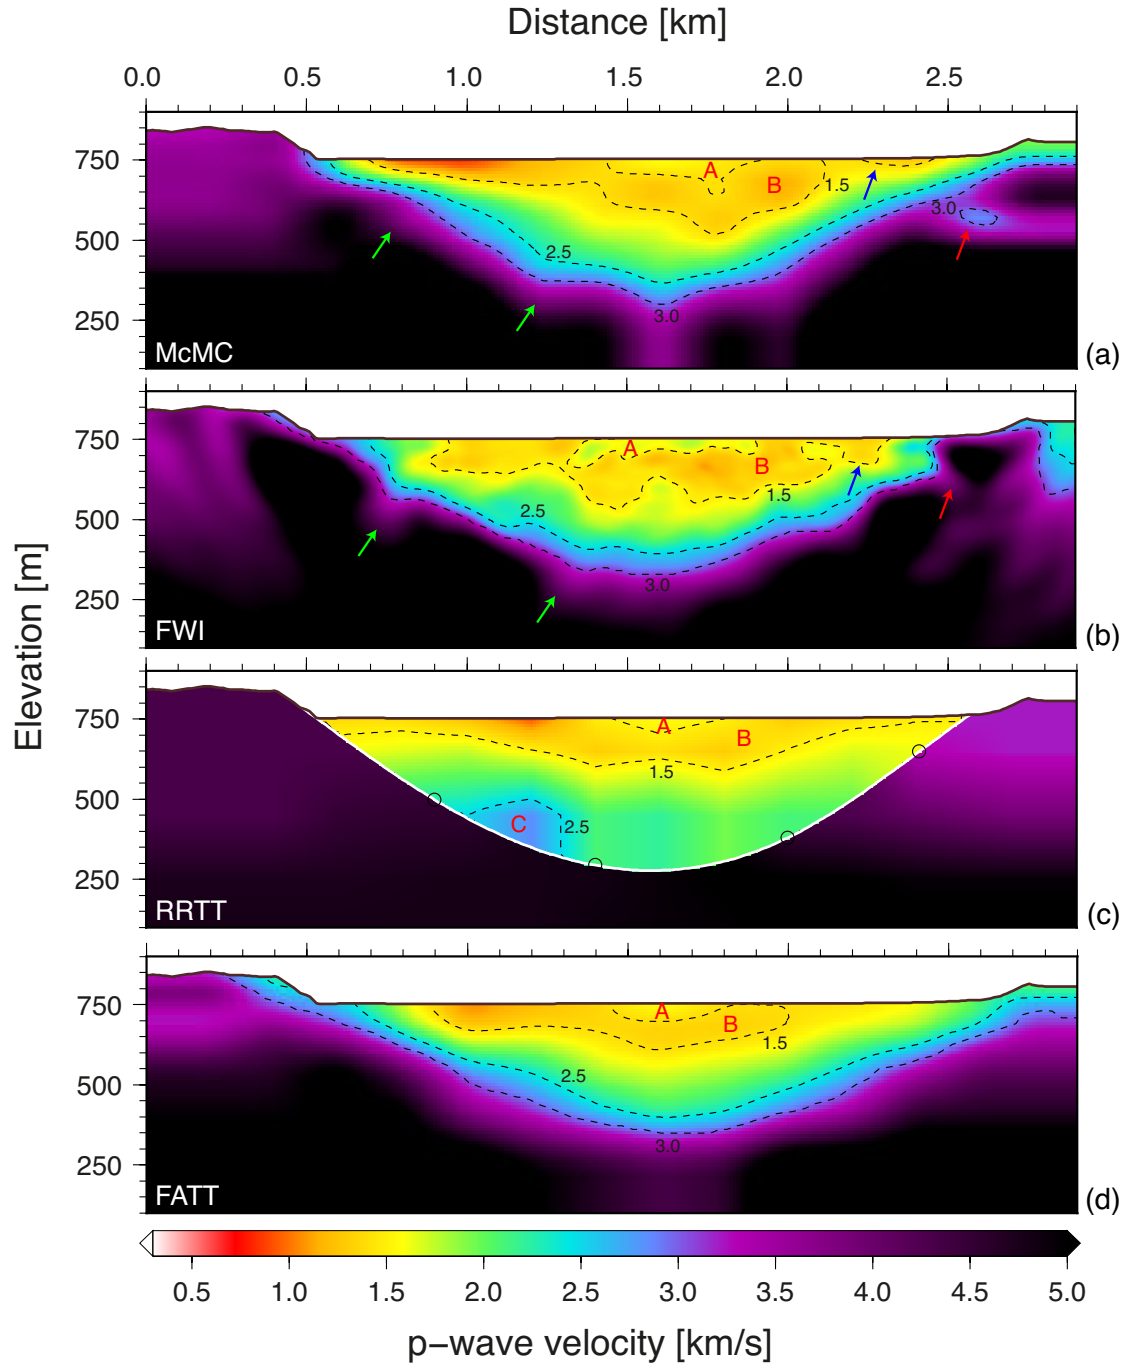 Distance [km]
0.0 0.5 1.0 1.5 2.0 2.5
750 A B 1.5
500 2.5 3.0
250 3.0
McMC (a)
750 A B
500 2.5 1.5
250 3.0
FWI (b)
Elevation [m]
750 A B
1.5
500 C 2.5
250
RRTT (c)
750 A B
1.5
500 2.5
3.0
250
FATT (d)
0.5 1.0 1.5 2.0 2.5 3.0 3.5 4.0 4.5 5.0
p-wave velocity [km/s]